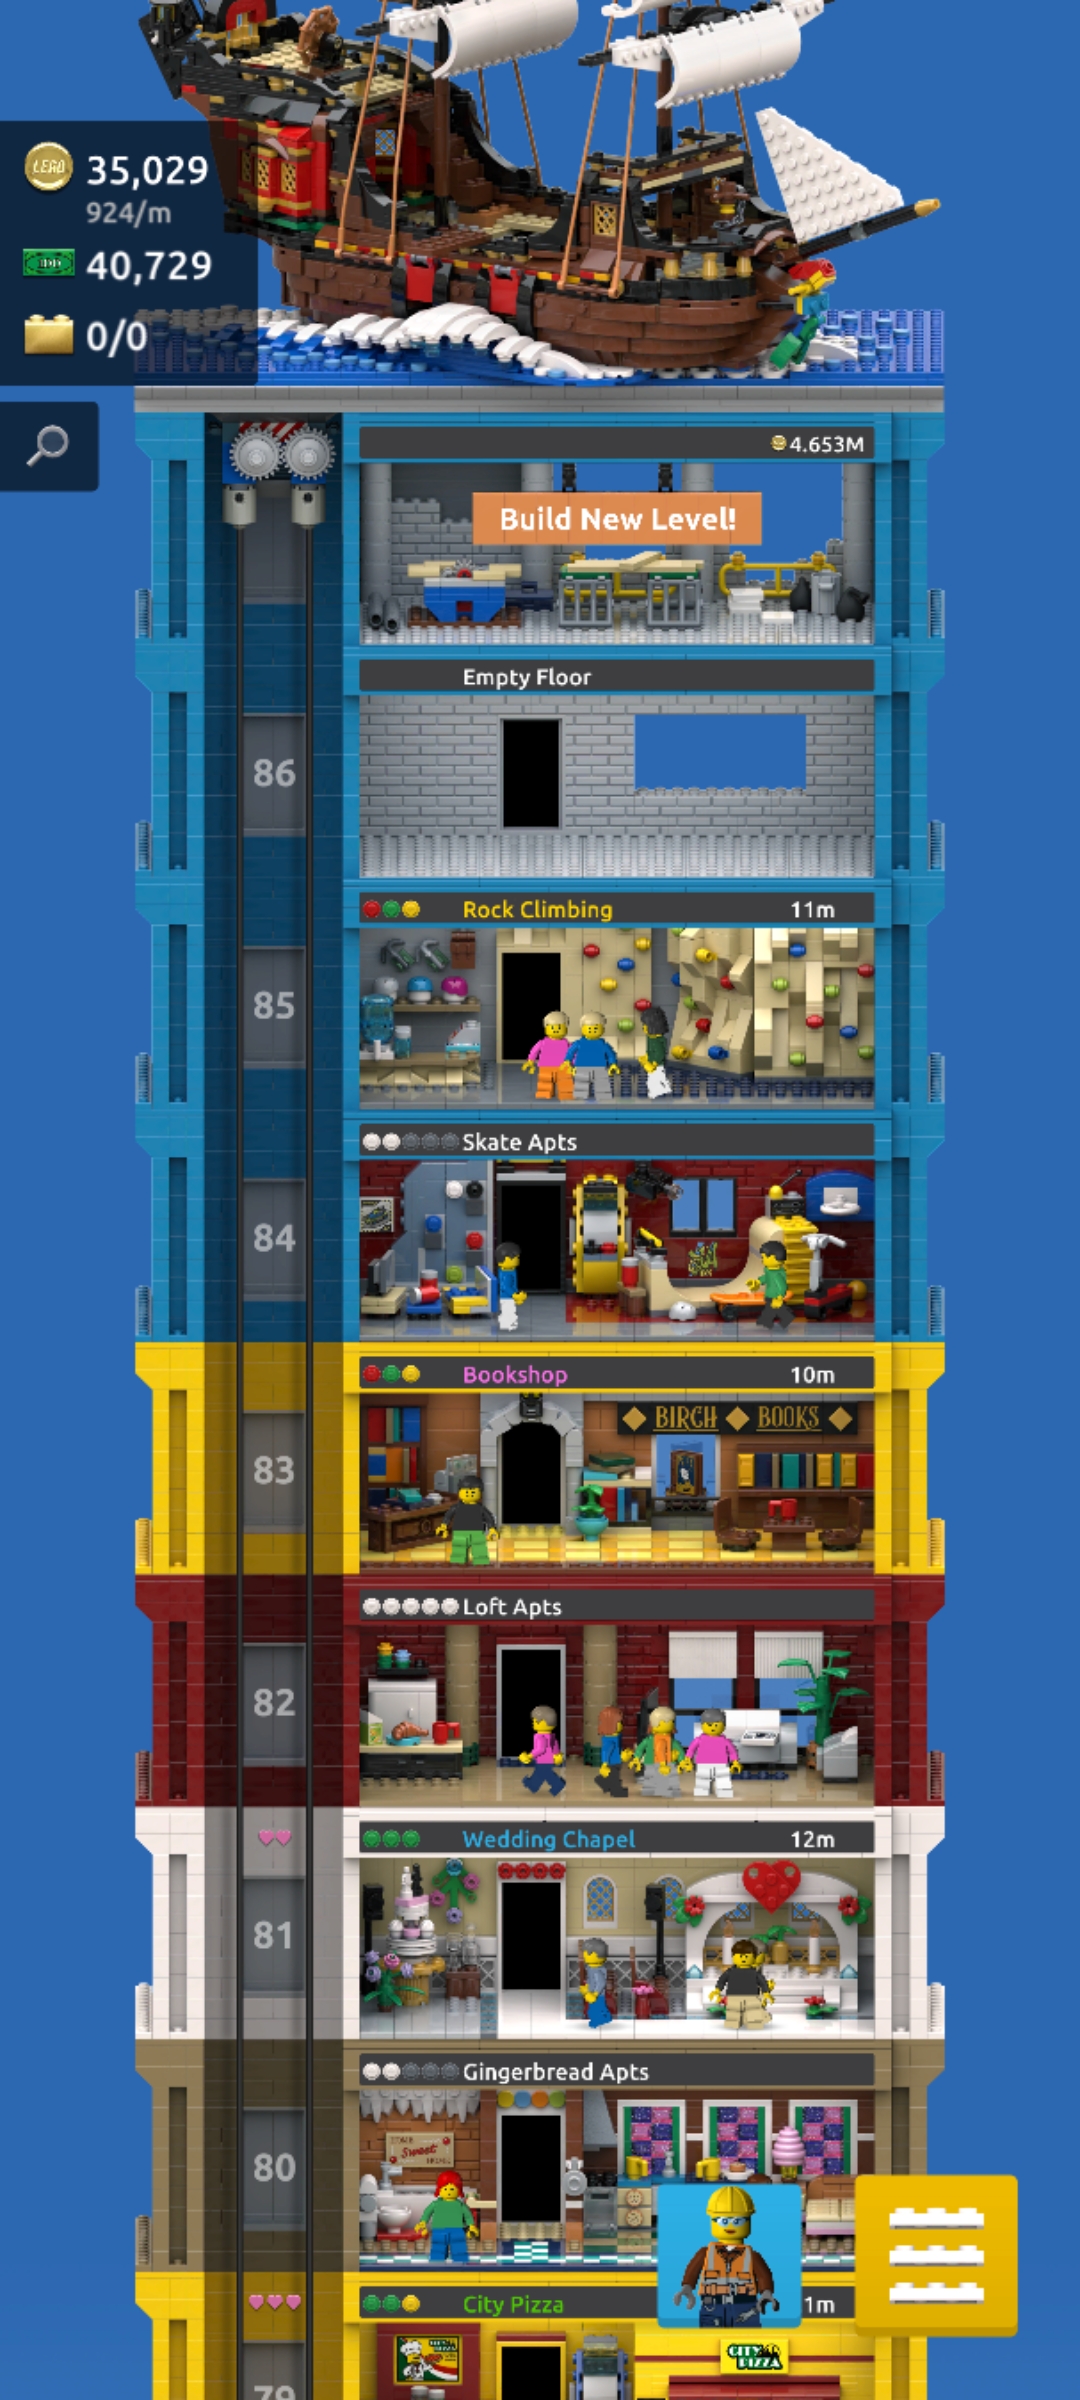 LEGO 35,029
924/m
40,729
0/0
4.653M
Build New Level!
Empty Floor
86
Rock Climbing 11m
85
Skate Apts
84
Bookshop 10m
BIRCH BOOKS
83
Loft Apts
82
Wedding Chapel 12m
81
Gingerbread Apts
Sweet
80
City Pizza 1m
CITY
PIZZA
79